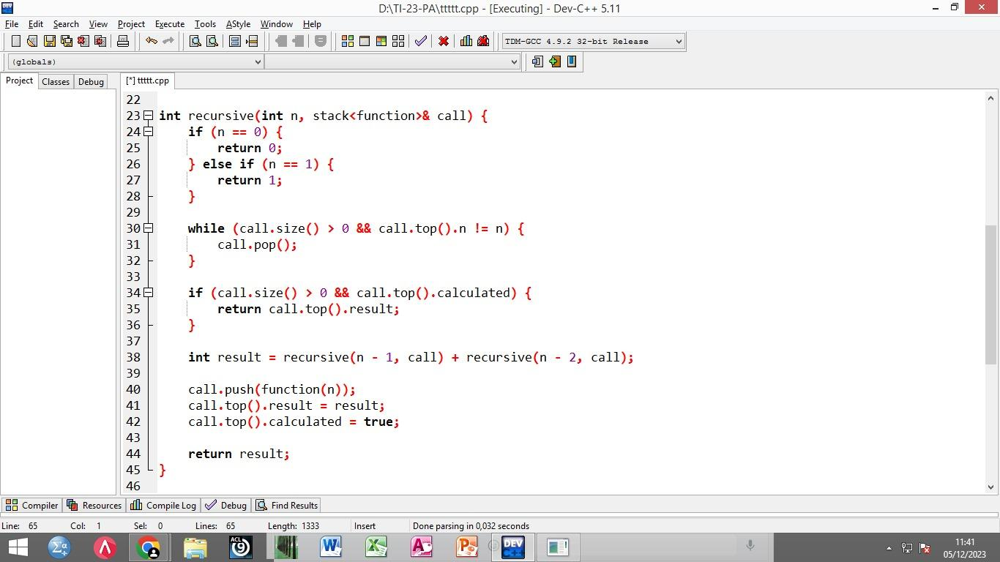 D:\TI-23-PA\ttttt.cpp - [Executing] - Dev-C++ 5.11
File Edit Search View Project Execute Tools AStyle Window Help
TDM-GCC 4.9.2 32-bit Release
(globals)
Project Classes Debug [*] ttttt.cpp
22
23 int recursive(int n, stack<function>& call) {
24 if (n == 0) {
25 return 0;
26 } else if (n == 1) {
27 return 1;
28 }
29
30 while (call.size() > 0 && call.top().n != n) {
31 call.pop();
32 }
33
34 if (call.size() > 0 && call.top().calculated) {
35 return call.top().result;
36 }
37
38 int result = recursive(n - 1, call) + recursive(n - 2, call);
39
40 call.push(function(n));
41 call.top().result = result;
42 call.top().calculated = true;
43
44 return result;
45 }
46
Compiler Resources Compile Log Debug Find Results
Line: 65 Col: 1 Sel: 0 Lines: 65 Length: 1333 Insert Done parsing in 0,032 seconds
ACL 9 DEV C++
11:41
05/12/2023